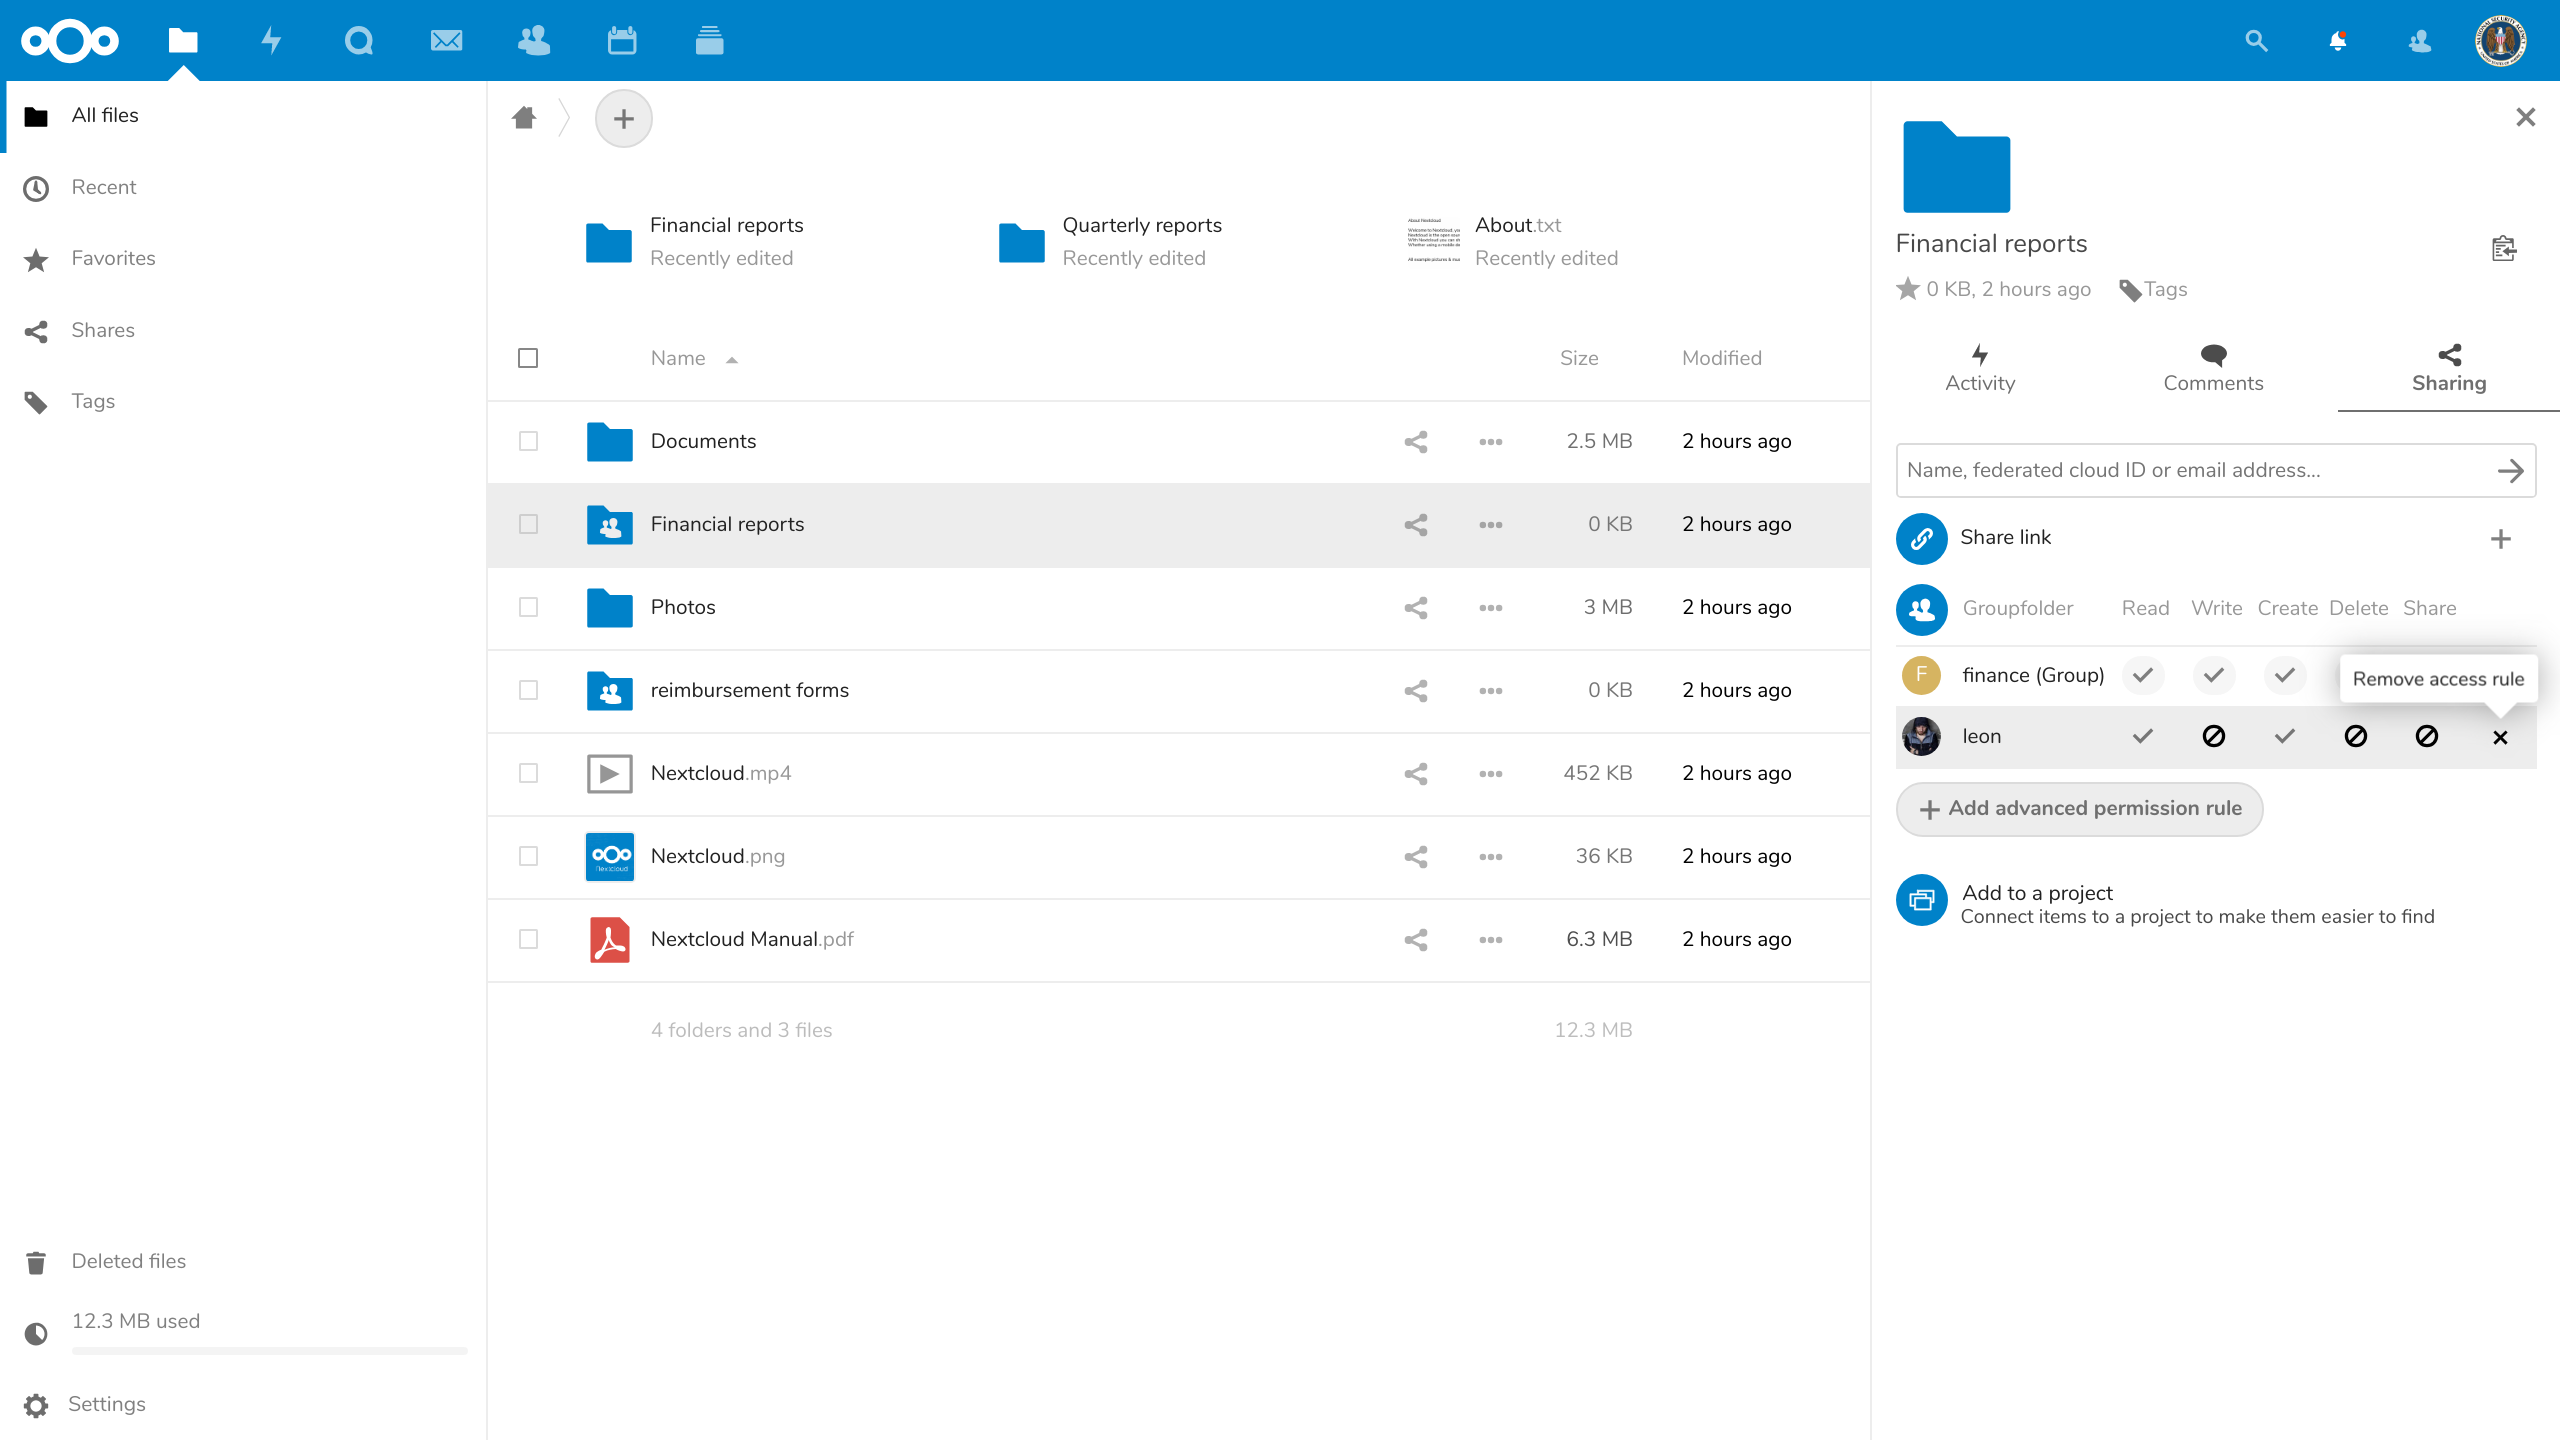 All files
Recent
Favorites
Shares
Tags
Deleted files
12.3 MB used
Settings
Financial reports
Recently edited
Quarterly reports
Recently edited
About.txt
Recently edited
Name Size Modified
Documents 2.5 MB 2 hours ago
Financial reports 0 KB 2 hours ago
Photos 3 MB 2 hours ago
reimbursement forms 0 KB 2 hours ago
Nextcloud.mp4 452 KB 2 hours ago
Nextcloud.png 36 KB 2 hours ago
Nextcloud Manual.pdf 6.3 MB 2 hours ago
4 folders and 3 files 12.3 MB
Financial reports
0 KB, 2 hours ago Tags
Activity Comments Sharing
Name, federated cloud ID or email address...
Share link
Groupfolder Read Write Create Delete Share
F finance (Group)
Remove access rule
leon
Add advanced permission rule
Add to a project
Connect items to a project to make them easier to find